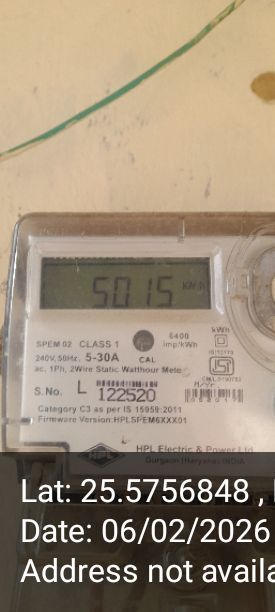 5015 KWh
kWh
SPEM 02 CLASS 1
6400
imp/kWh
240V, 50Hz, 5-30A CAL
ac, 1Ph, 2Wire Static Watthour Meter
S.No. L 122520
Category C3 as per IS 15959:2011
Firmware Version:HPLSPEM6XXX01
HPL
HPL Electric & Power Ltd
Gurgaon (Haryana) INDIA
Lat: 25.5756848 ,
Date: 06/02/2026
Address not availa